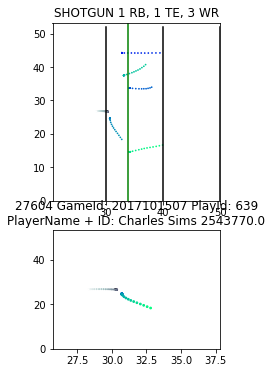 SHOTGUN 1 RB, 1 TE, 3 WR
50
40
30
20
10
0
30 40 50
27604 GameId: 2017101507 PlayId: 639
PlayerName + ID: Charles Sims 2543770.0
40
20
0
27.5 30.0 32.5 35.0 37.5